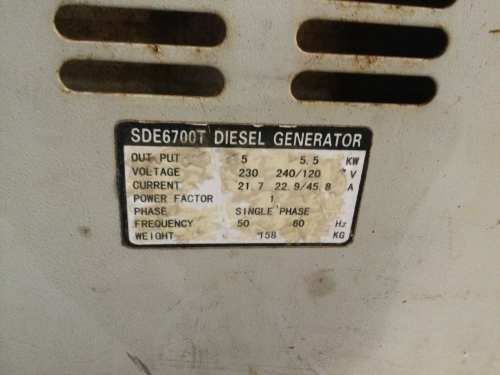 SDE6700T DIESEL GENERATOR
OUT PUT 5 5.5 KW
VOLTAGE 230 240/120 V
CURRENT 21.7 22.9/45.8 A
POWER FACTOR 1
PHASE SINGLE PHASE
FREQUENCY 50 60 Hz
WEIGHT 158 KG